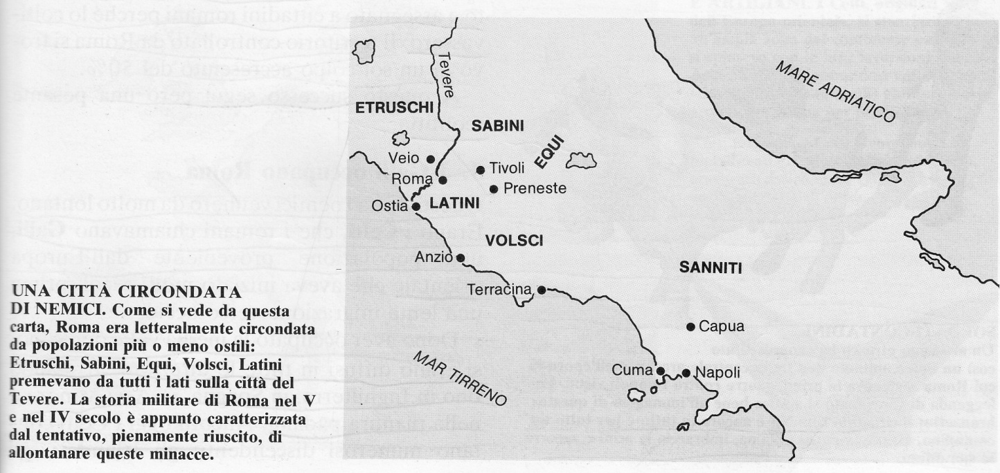 Tevere
MARE ADRIATICO
ETRUSCHI
SABINI
EQUI
Veio
Tivoli
Roma
Preneste
Ostia
LATINI
VOLSCI
Anzio
SANNITI
Terracina
Capua
MAR TIRRENO
Cuma
Napoli
UNA CITTÀ CIRCONDATA
DI NEMICI. Come si vede da questa
carta, Roma era letteralmente circondata
da popolazioni più o meno ostili:
Etruschi, Sabini, Equi, Volsci, Latini
premevano da tutti i lati sulla città del
Tevere. La storia militare di Roma nel V
e nel IV secolo è appunto caratterizzata
dal tentativo, pienamente riuscito, di
allontanare queste minacce.